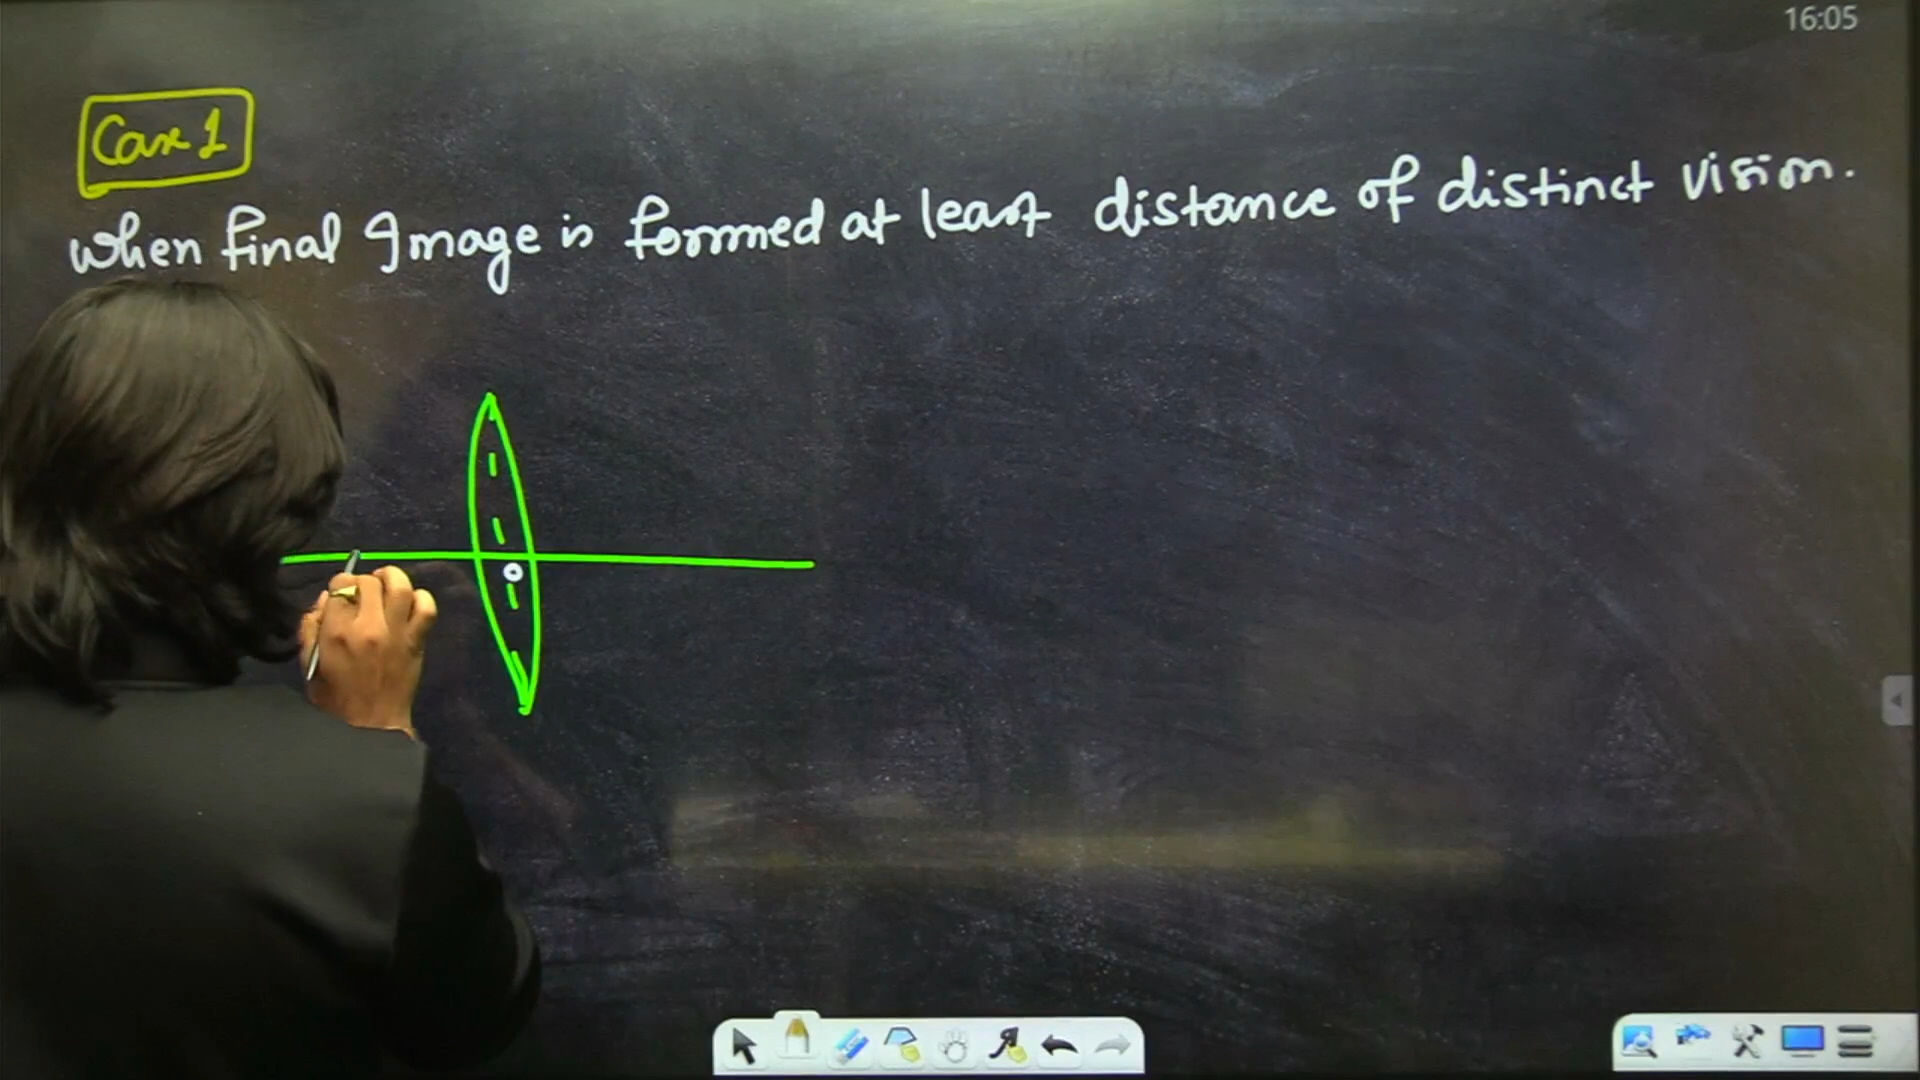 16:05
Case 1
When final Image is formed at least distance of distinct vision.
o